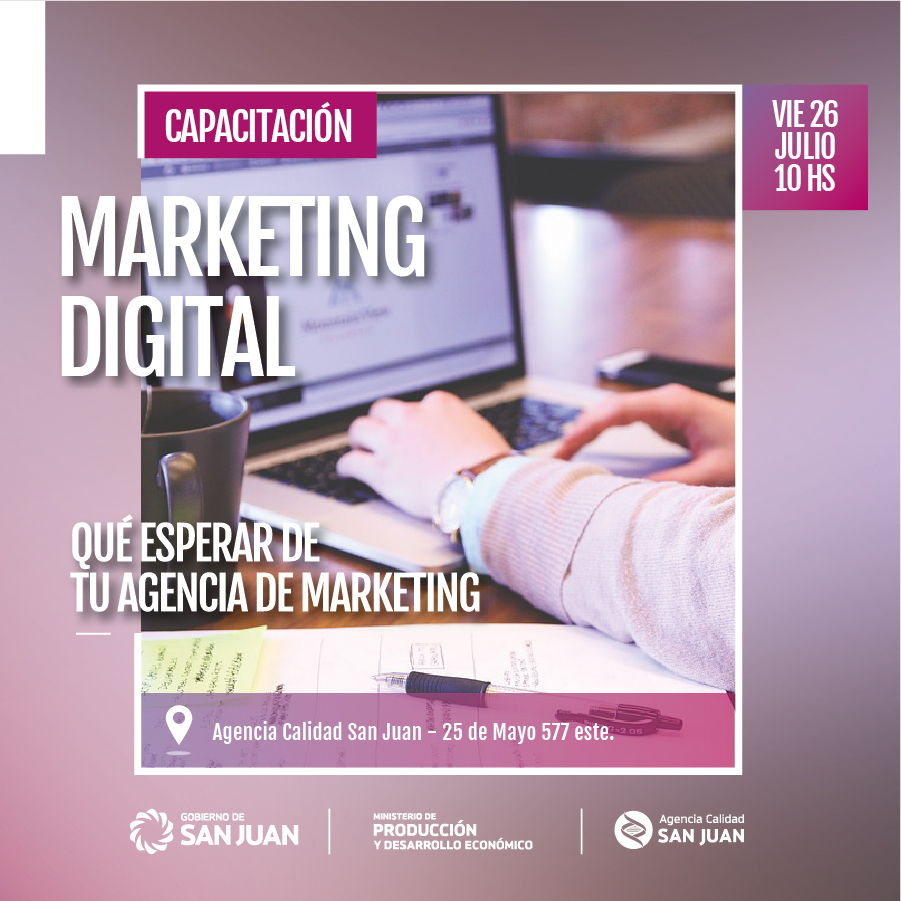 CAPACITACIÓN
VIE 26
JULIO
10 HS
MARKETING
DIGITAL
QUÉ ESPERAR DE
TU AGENCIA DE MARKETING
Agencia Calidad San Juan - 25 de Mayo 577 este.
GOBIERNO DE
SAN JUAN
MINISTERIO DE
PRODUCCIÓN
Y DESARROLLO ECONÓMICO
Agencia Calidad
SAN JUAN